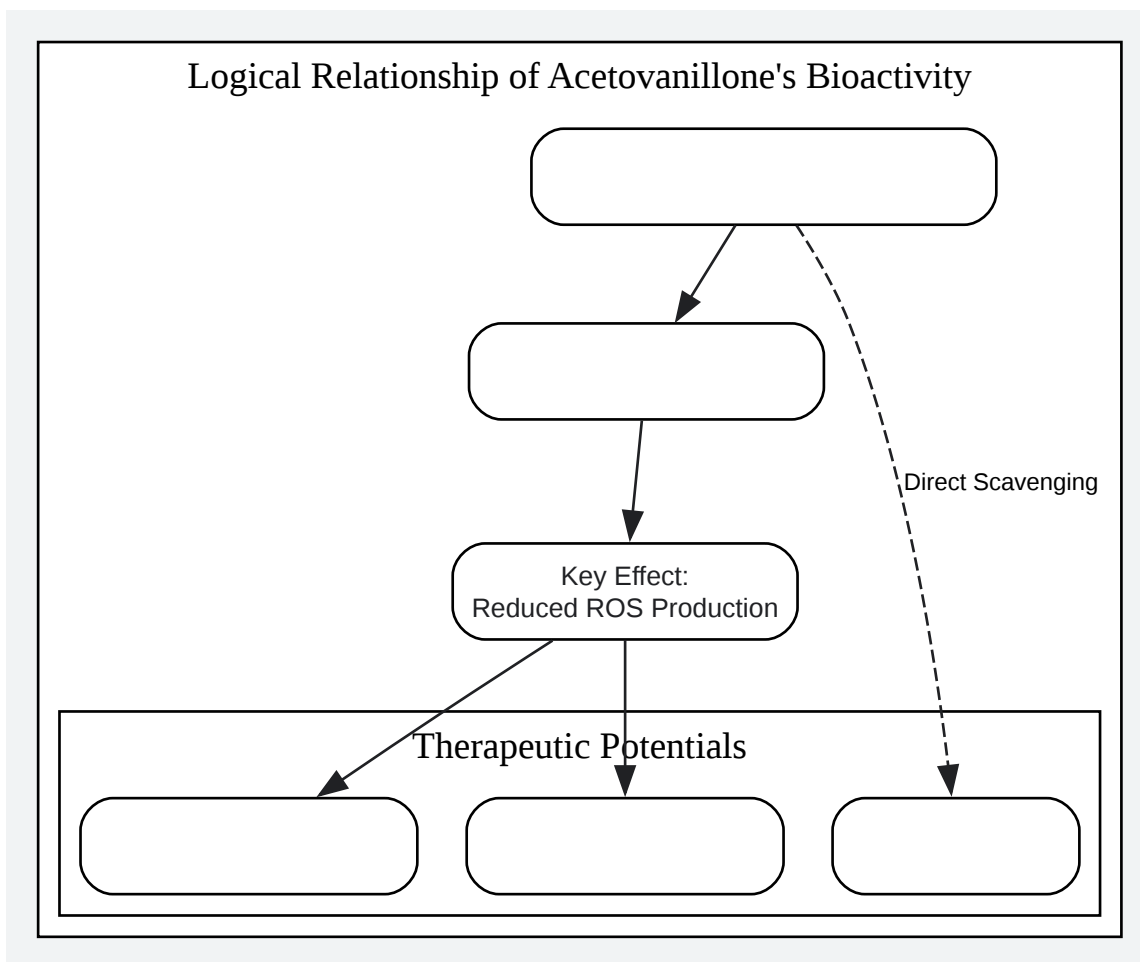 Logical Relationship of Acetovanillone's Bioactivity
Direct Scavenging
Key Effect:
Reduced ROS Production
Therapeutic Potentials